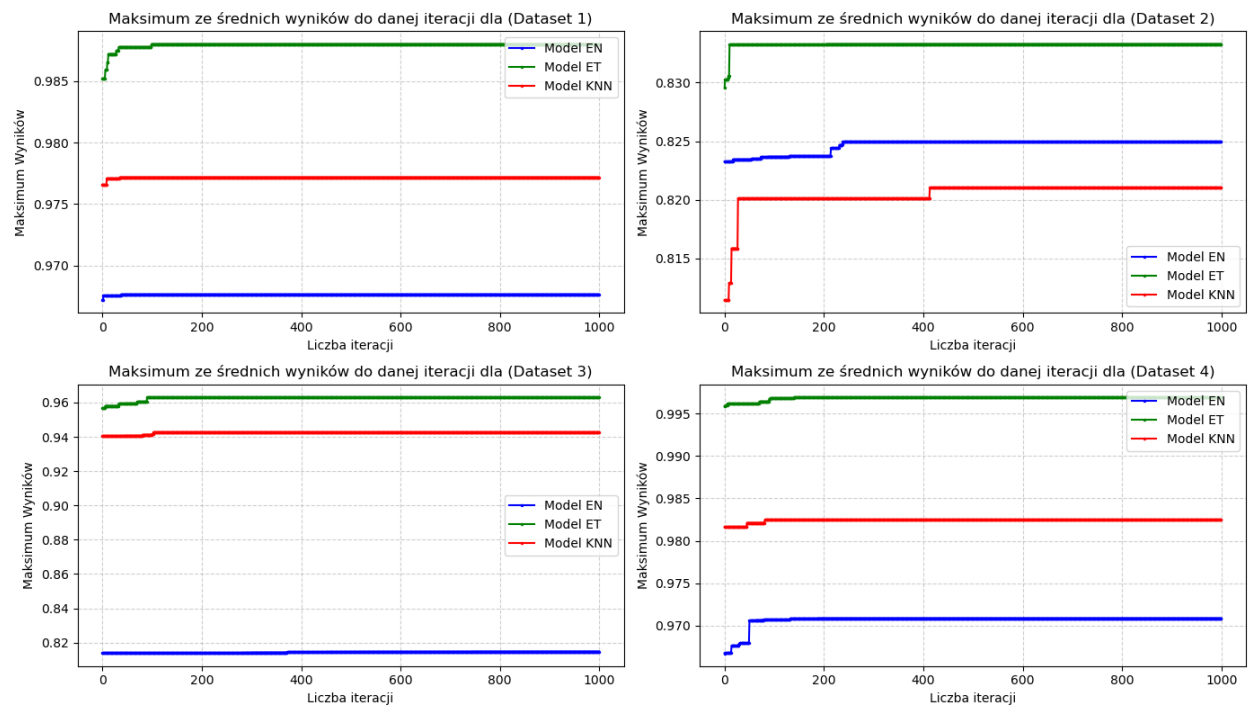 Maksimum ze średnich wyników do danej iteracji dla (Dataset 1)
Maksimum Wyników
0.985
0.980
0.975
0.970
0
200
400
600
800
1000
Liczba iteracji
Model EN
Model ET
Model KNN
Maksimum ze średnich wyników do danej iteracji dla (Dataset 2)
Maksimum Wyników
0.830
0.825
0.820
0.815
0
200
400
600
800
1000
Liczba iteracji
Model EN
Model ET
Model KNN
Maksimum ze średnich wyników do danej iteracji dla (Dataset 3)
Maksimum Wyników
0.96
0.94
0.92
0.90
0.88
0.86
0.84
0.82
0
200
400
600
800
1000
Liczba iteracji
Model EN
Model ET
Model KNN
Maksimum ze średnich wyników do danej iteracji dla (Dataset 4)
Maksimum Wyników
0.995
0.990
0.985
0.980
0.975
0.970
0
200
400
600
800
1000
Liczba iteracji
Model EN
Model ET
Model KNN